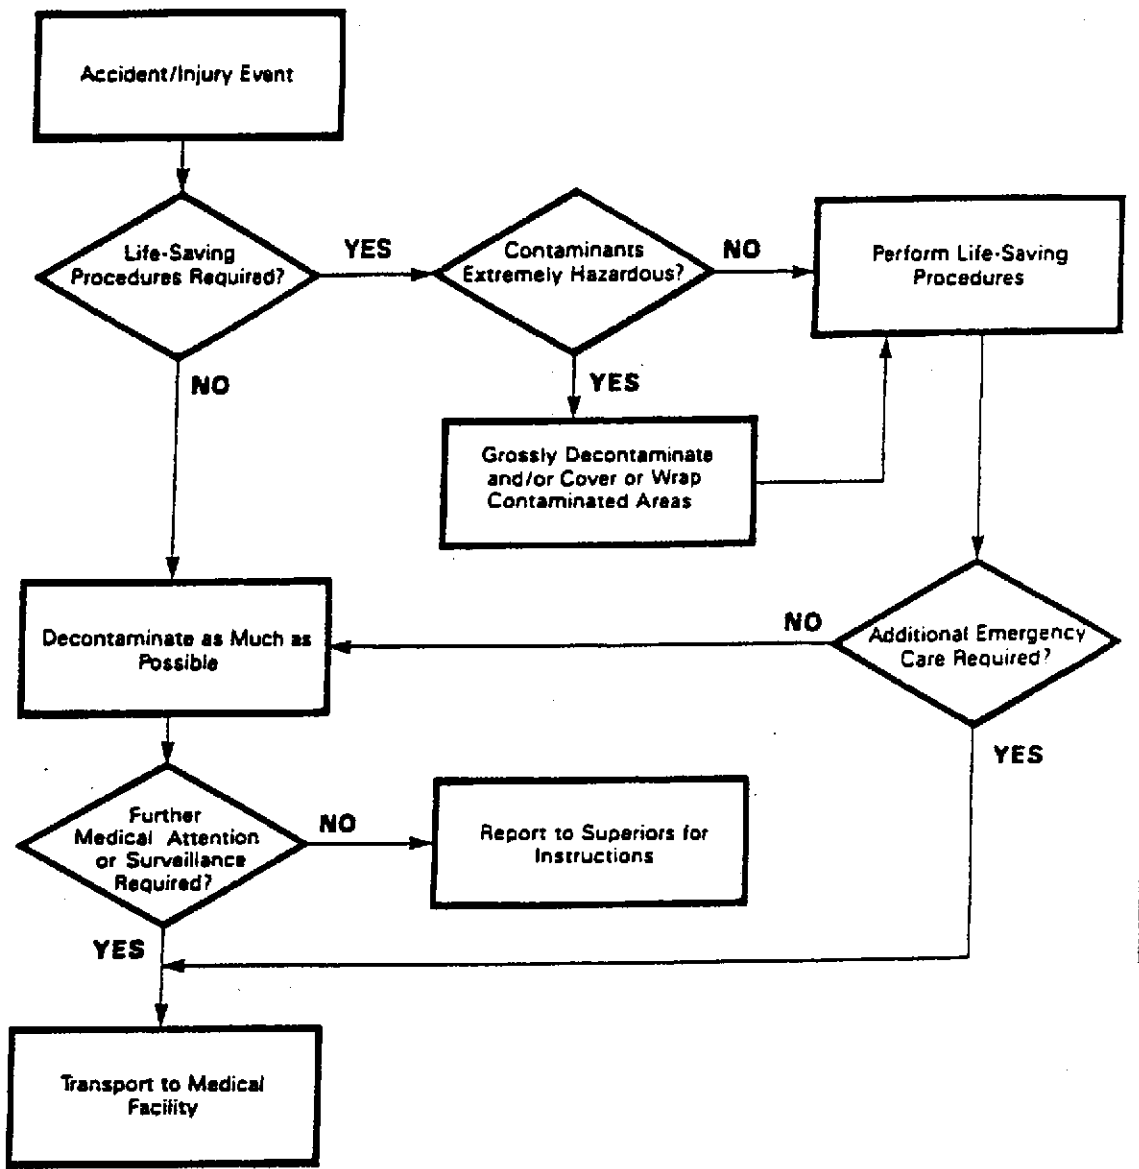 Accident/Injury Event
Life-Saving
Procedures Required?
YES
Contaminants
Extremely Hazardous?
NO
Perform Life-Saving
Procedures
NO
YES
Grossly Decontaminate
and/or Cover or Wrap
Contaminated Areas
Decontaminate as Much as
Possible
NO
Additional Emergency
Care Required?
YES
Further
Medical Attention
or Surveillance
Required?
NO
Report to Superiors for
Instructions
YES
Transport to Medical
Facility